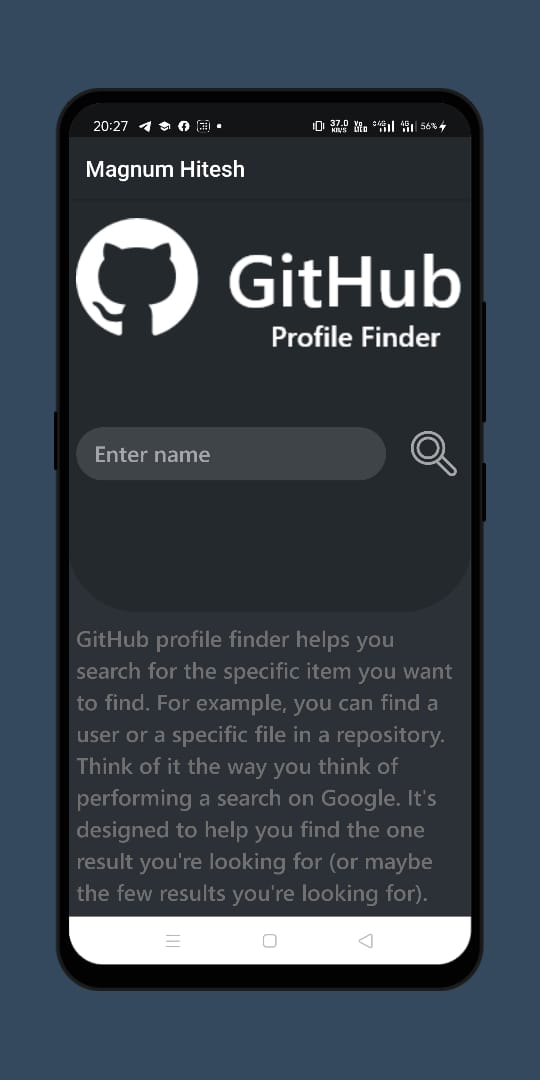 20:27 37.0 KB/S Vo LTED 4G 4G 56%
Magnum Hitesh
GitHub
Profile Finder
Enter name
GitHub profile finder helps you
search for the specific item you want
to find. For example, you can find a
user or a specific file in a repository.
Think of it the way you think of
performing a search on Google. It's
designed to help you find the one
result you're looking for (or maybe
the few results you're looking for).